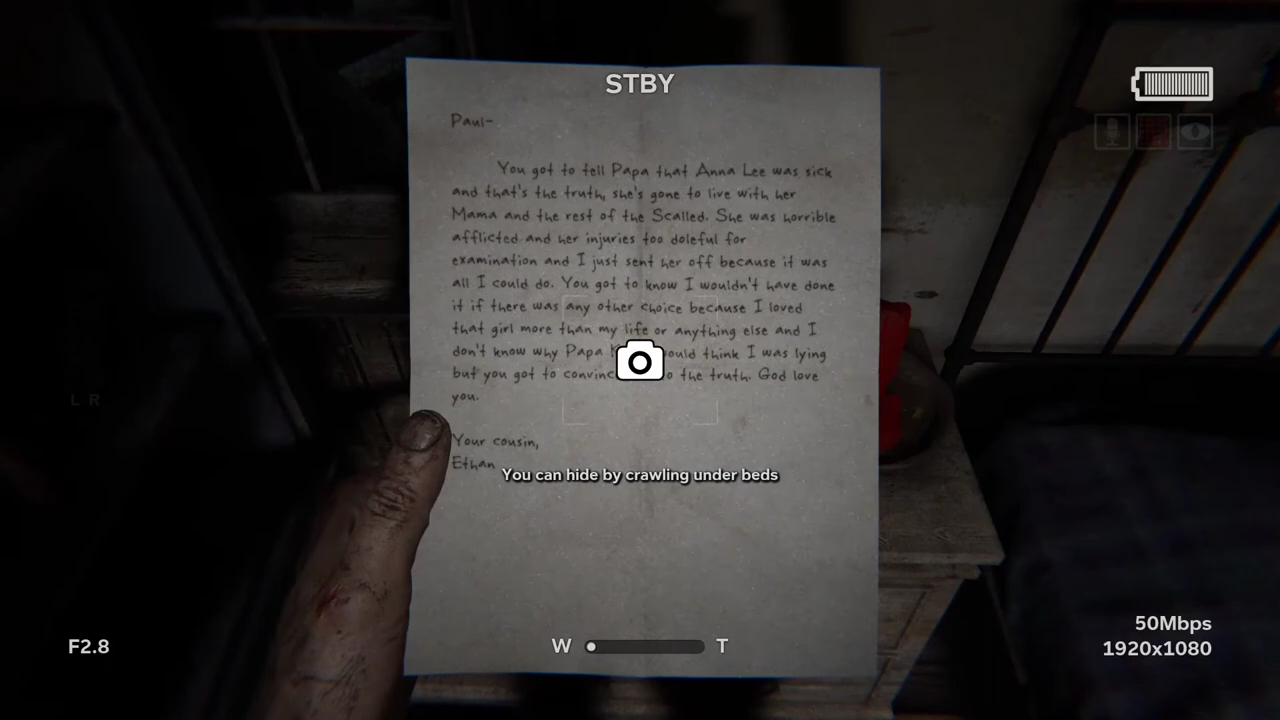 STBY
Paul-
You got to tell Papa that Anna Lee was sick
and that's the truth, she's gone to live with her
Mama and the rest of the Scalled. She was horrible
afflicted and her injuries too doleful for
examination and I just sent her off because it was
all I could do. You got to know I wouldn't have done
it if there was any other choice because I loved
that girl more than my life or anything else and I
don't know why Papa would think I was lying
but you got to the truth. God love
you.
L R
Your cousin,
Ethan
You can hide by crawling under beds
F2.8
W T
50Mbps
1920x1080